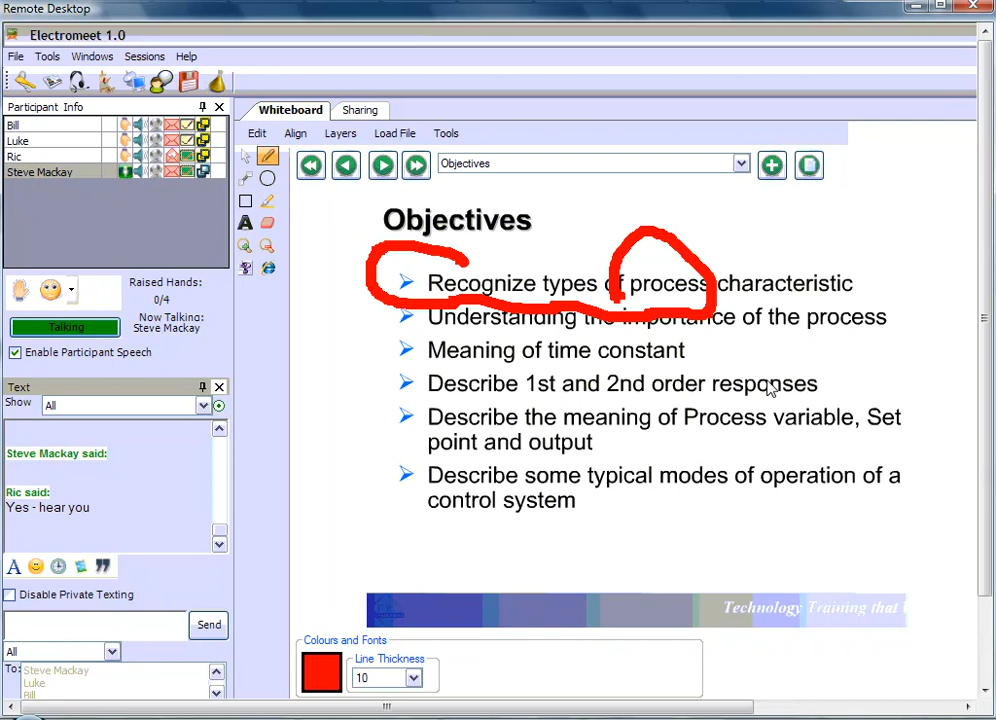 Remote Desktop
Electromeet 1.0
File Tools Windows Sessions Help
Participant Info
Bill
Luke
Ric
Steve Mackay
Raised Hands:
0/4
Talking
Now Talking:
Steve Mackay
Enable Participant Speech
Text
Show All
Steve Mackay said:
Ric said:
Yes - hear you
Disable Private Texting
Send
All
To: Steve Mackay
Luke
Bill
Whiteboard Sharing
Edit Align Layers Load File Tools
Objectives
Objectives
Recognize types of process characteristic
Understanding the importance of the process
Meaning of time constant
Describe 1st and 2nd order responses
Describe the meaning of Process variable, Set
point and output
Describe some typical modes of operation of a
control system
Technology Training that
Colours and Fonts
Line Thickness
10